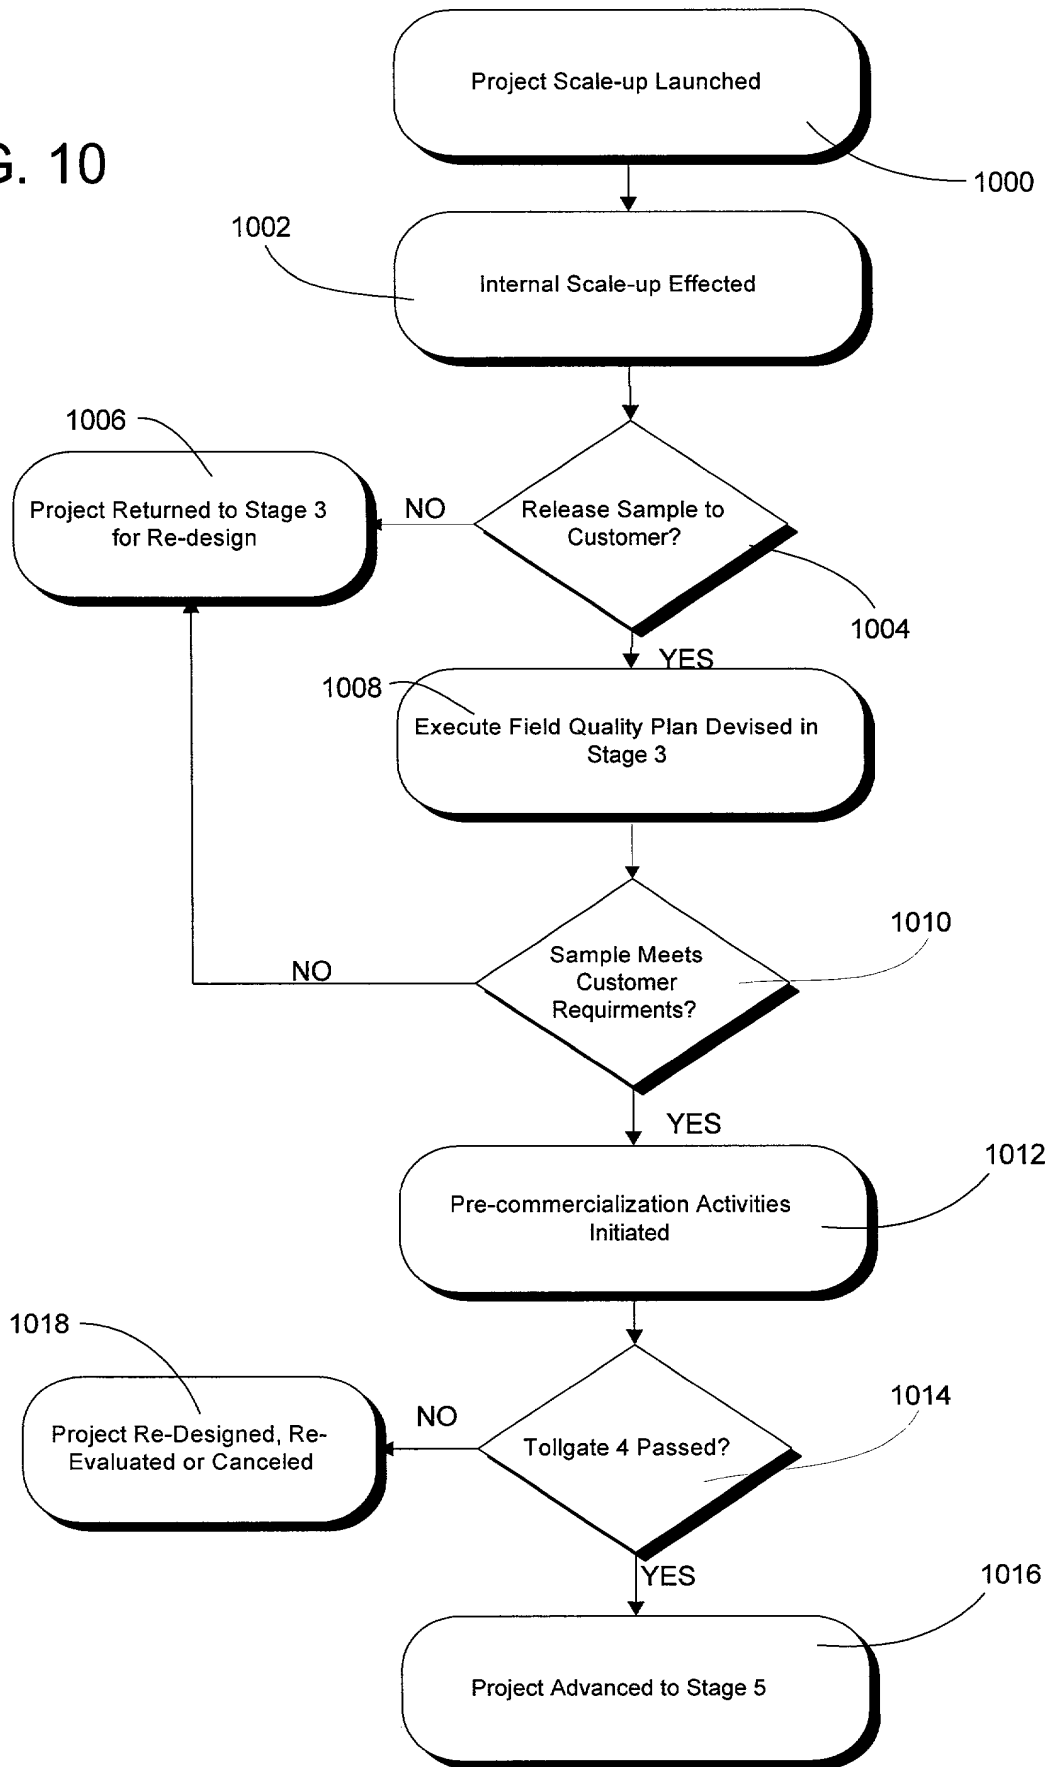 Project Scale-up Launched
G. 10
1000
1002
Internal Scale-up Effected
1006
Project Returned to Stage 3
for Re-design
NO
Release Sample to
Customer?
1004
YES
1008
Execute Field Quality Plan Devised in
Stage 3
1010
Sample Meets
Customer
Requirments?
NO
YES
1012
Pre-commercialization Activities
Initiated
1018
1014
Project Re-Designed, Re-
Evaluated or Canceled
NO
Tollgate 4 Passed?
YES
1016
Project Advanced to Stage 5